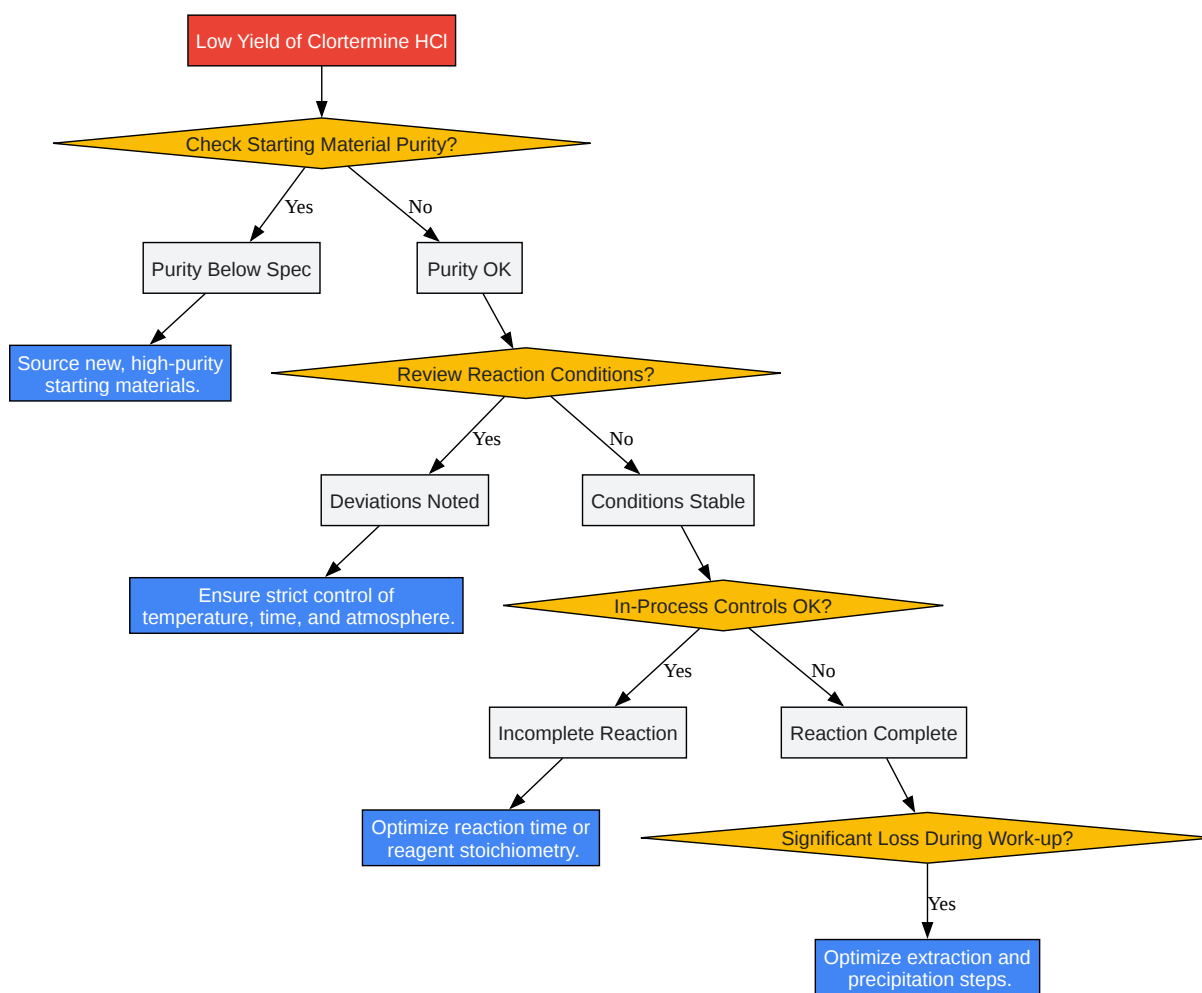 Low Yield of Clortermine HCl
Check Starting Material Purity?
Yes
No
Purity Below Spec
Purity OK
Source new, high-purity
starting materials.
Review Reaction Conditions?
Yes
No
Deviations Noted
Conditions Stable
Ensure strict control of
temperature, time, and atmosphere.
In-Process Controls OK?
Yes
No
Incomplete Reaction
Reaction Complete
Optimize reaction time or
reagent stoichiometry.
Significant Loss During Work-up?
Yes
Optimize extraction and
precipitation steps.